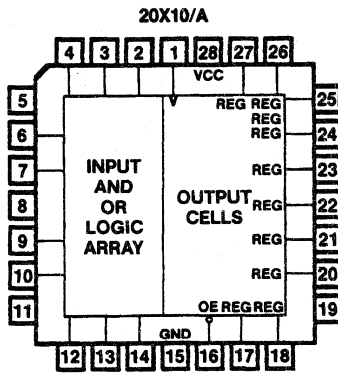 20X10/A
4 3 2 1 28 27 26
VCC
5 REG REG 25
REG
6 REG 24
7 INPUT AND OR LOGIC ARRAY REG 23
8 OUTPUT CELLS REG 22
9 REG 21
10 REG 20
11 OE REG REG 19
GND
12 13 14 15 16 17 18